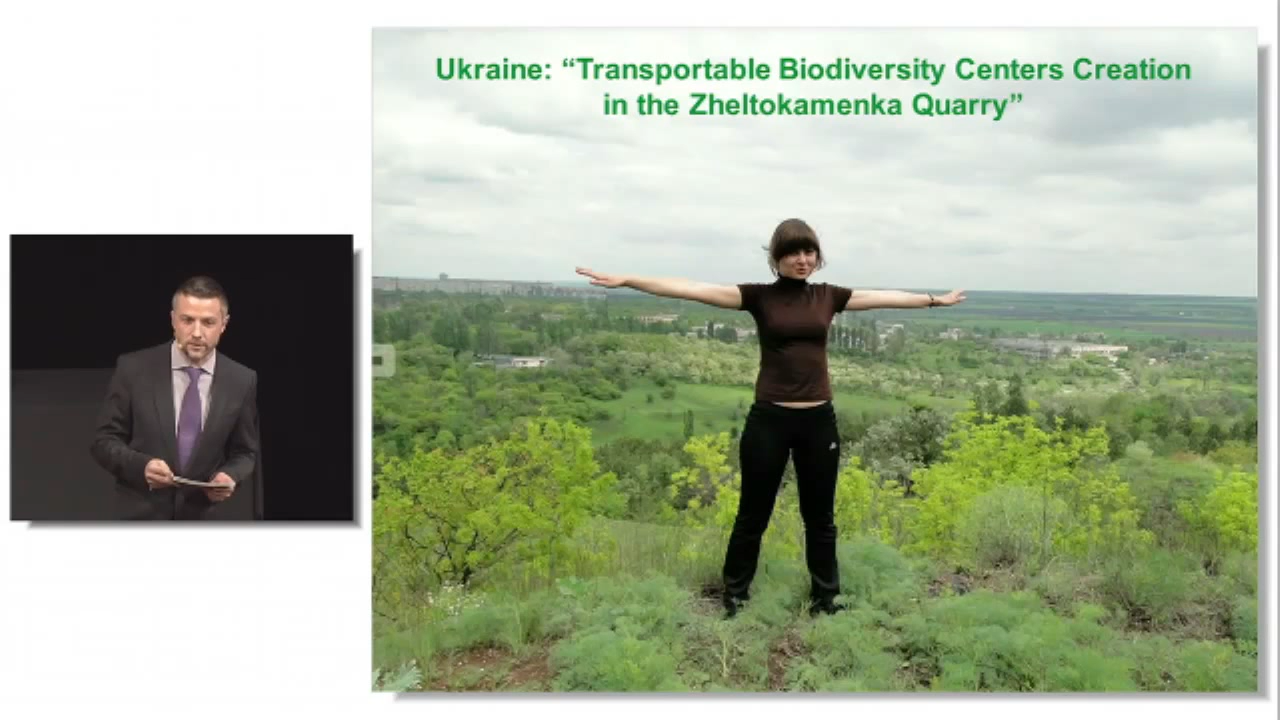 Ukraine: “Transportable Biodiversity Centers Creation
in the Zheltokamenka Quarry”